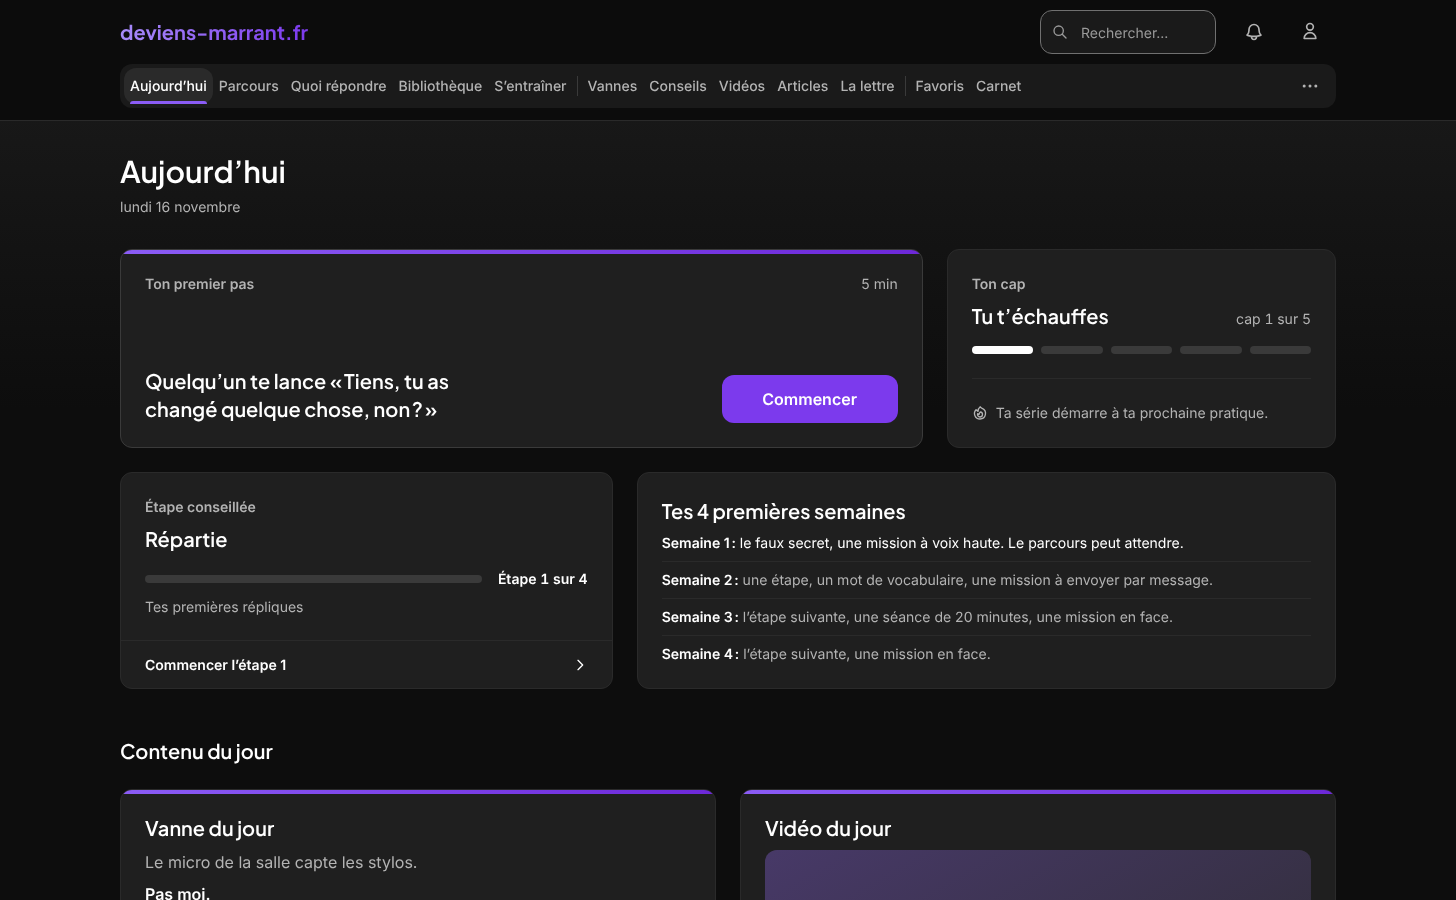 deviens-marrant.fr
Rechercher...
Aujourd’hui Parcours Quoi répondre Bibliothèque S’entraîner Vannes Conseils Vidéos Articles La lettre Favoris Carnet
Aujourd’hui
lundi 16 novembre
Ton premier pas
5 min
Quelqu’un te lance « Tiens, tu as
changé quelque chose, non ? »
Commencer
Ton cap
Tu t’échauffes
cap 1 sur 5
Ta série démarre à ta prochaine pratique.
Étape conseillée
Répartie
Étape 1 sur 4
Tes premières répliques
Commencer l’étape 1
Tes 4 premières semaines
Semaine 1 : le faux secret, une mission à voix haute. Le parcours peut attendre.
Semaine 2 : une étape, un mot de vocabulaire, une mission à envoyer par message.
Semaine 3 : l’étape suivante, une séance de 20 minutes, une mission en face.
Semaine 4 : l’étape suivante, une mission en face.
Contenu du jour
Vanne du jour
Le micro de la salle capte les stylos.
Pas moi.
Vidéo du jour